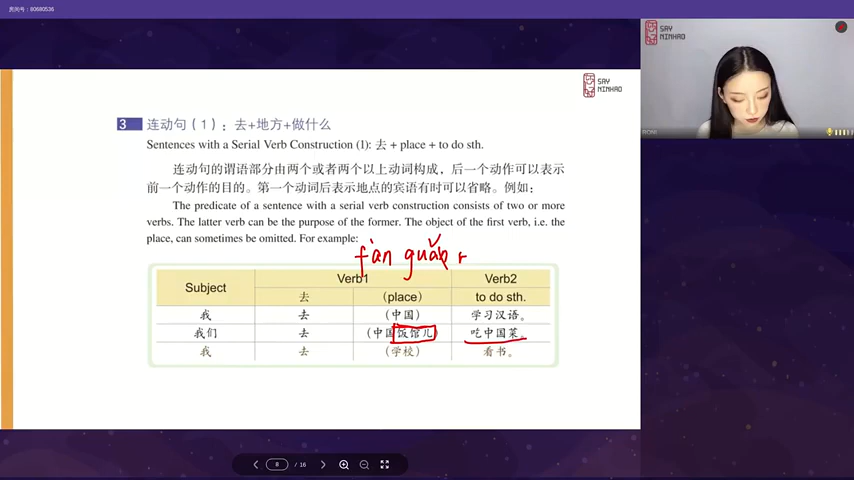 房间号：80680536
SAY
NINHAO
SAY
NINHAO
3 连动句（1）：去+地方+做什么
Sentences with a Serial Verb Construction (1): 去 + place + to do sth.
连动句的谓语部分由两个或者两个以上动词构成，后一个动作可以表示
前一个动作的目的。第一个动词后表示地点的宾语有时可以省略。例如：
The predicate of a sentence with a serial verb construction consists of two or more
verbs. The latter verb can be the purpose of the former. The object of the first verb, i.e. the
place, can sometimes be omitted. For example:
fàn guǎn r
Subject Verb1 Verb2
去 (place) to do sth.
我 去 （中国） 学习汉语。
我们 去 （中国饭馆儿） 吃中国菜。
我 去 （学校） 看书。
8 / 16